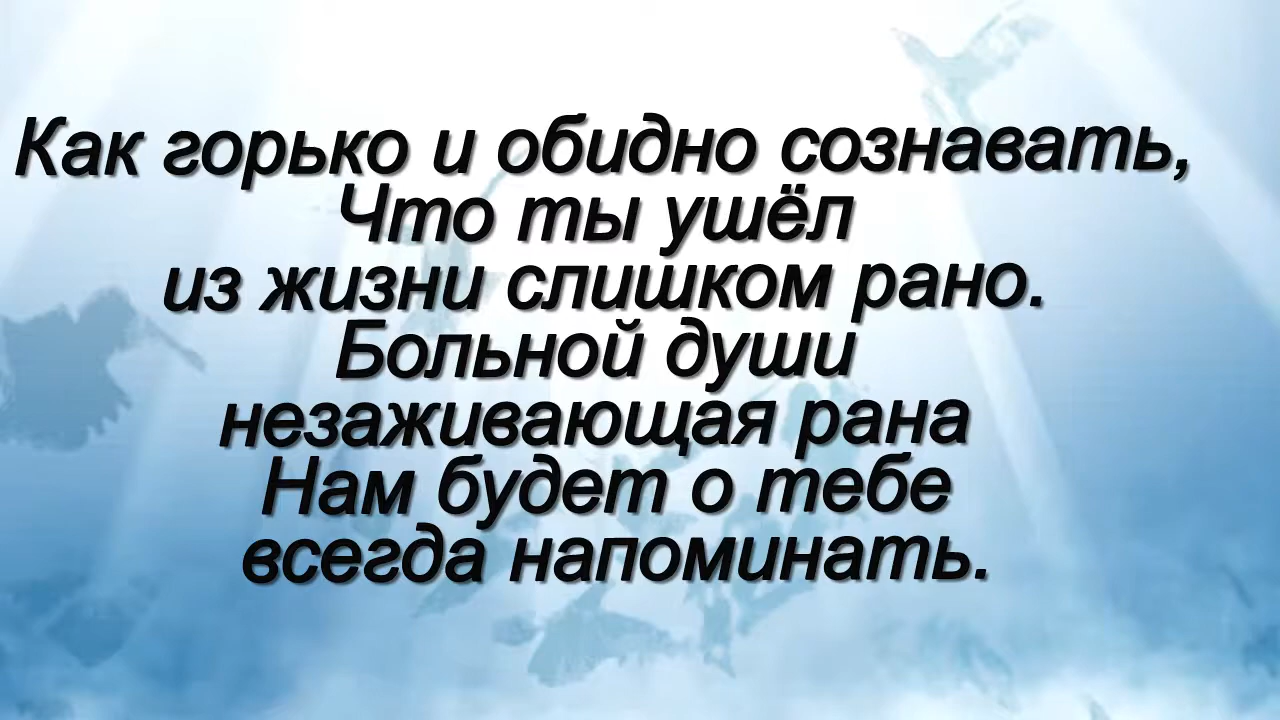 Как горько и обидно сознавать,
Что ты ушёл
из жизни слишком рано.
Больной души
незаживающая рана
Нам будет о тебе
всегда напоминать.